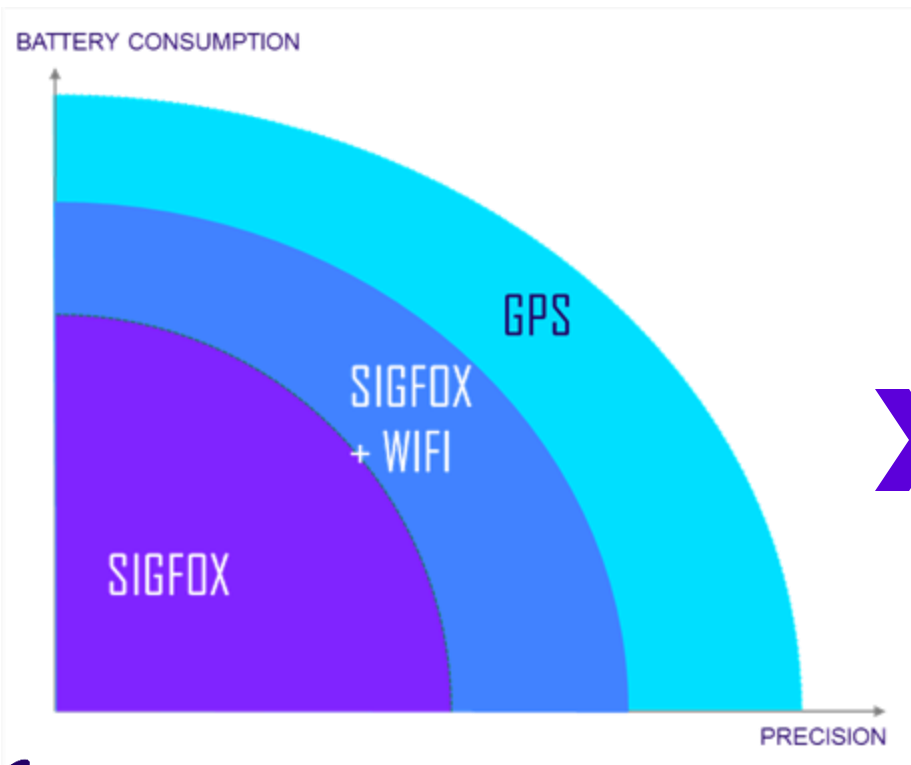 BATTERY CONSUMPTION
GPS
SIGFOX
+ WIFI
SIGFOX
PRECISION